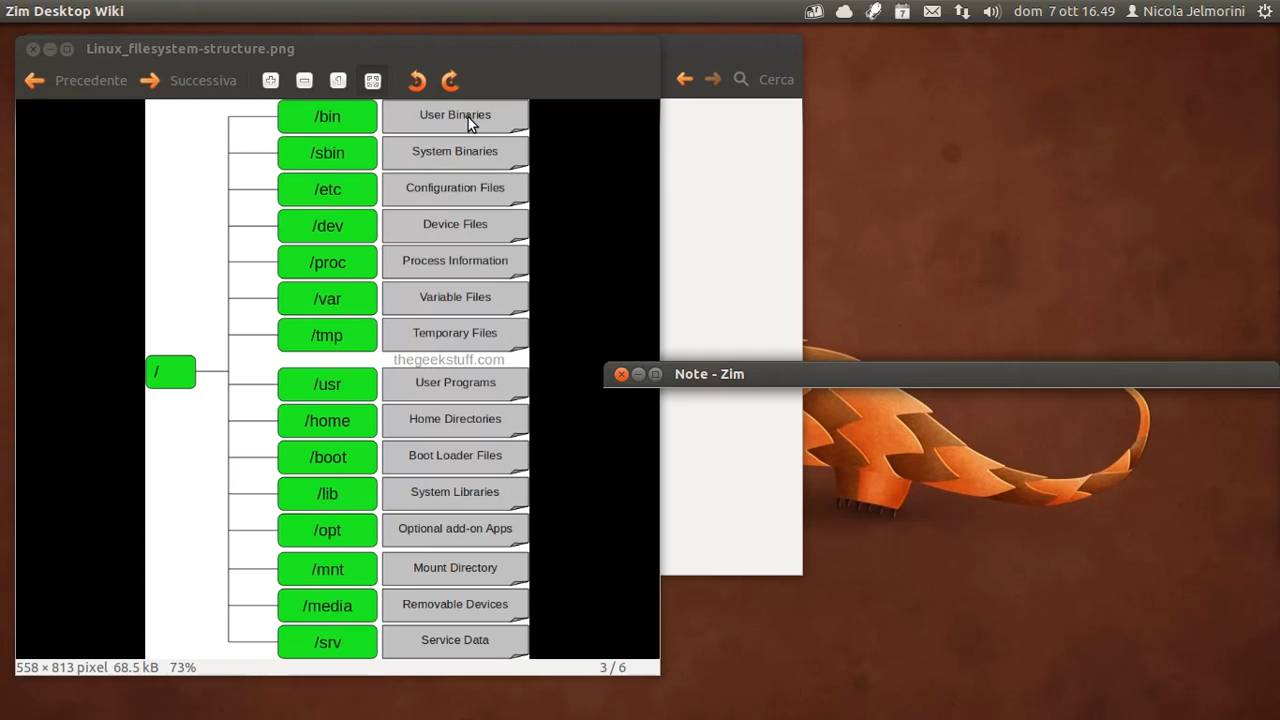 Zim Desktop Wiki
dom 7 ott 16.49 Nicola Jelmorini
Linux_filesystem-structure.png
Precedente Successiva
Cerca
/bin User Binaries
/sbin System Binaries
/etc Configuration Files
/dev Device Files
/proc Process Information
/var Variable Files
/tmp Temporary Files
thegeekstuff.com
/
/usr User Programs
Note - Zim
/home Home Directories
/boot Boot Loader Files
/lib System Libraries
/opt Optional add-on Apps
/mnt Mount Directory
/media Removable Devices
/srv Service Data
558 × 813 pixel 68.5 kB 73% 3 / 6